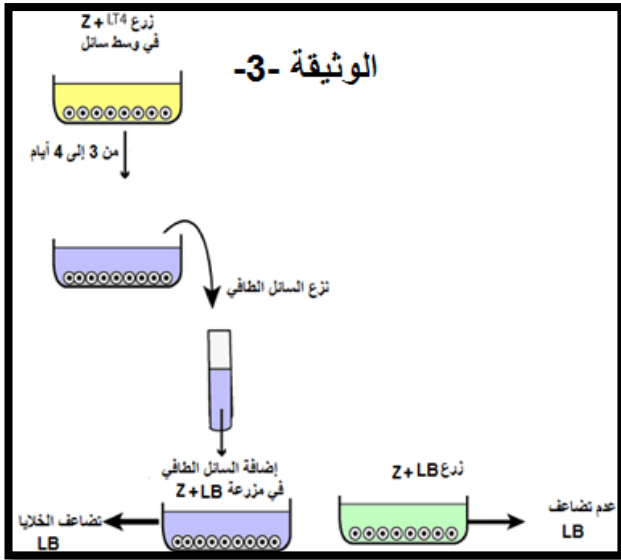 زرع Z + LT4
في وسط سائل
الوثيقة -3-
من 3 إلى 4 أيام
نزع السائل الطافي
إضافة السائل الطافي
في مزرعة Z+LB
زرع Z+LB
تضاعف الخلايا
LB
عدم تضاعف
LB